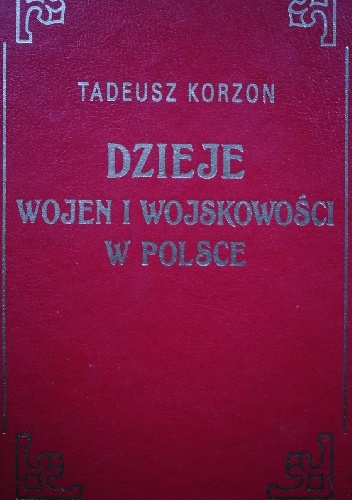 TADEUSZ KORZON
DZIEJE
WOJEN I WOJSKOWOŚCI
W POLSCE